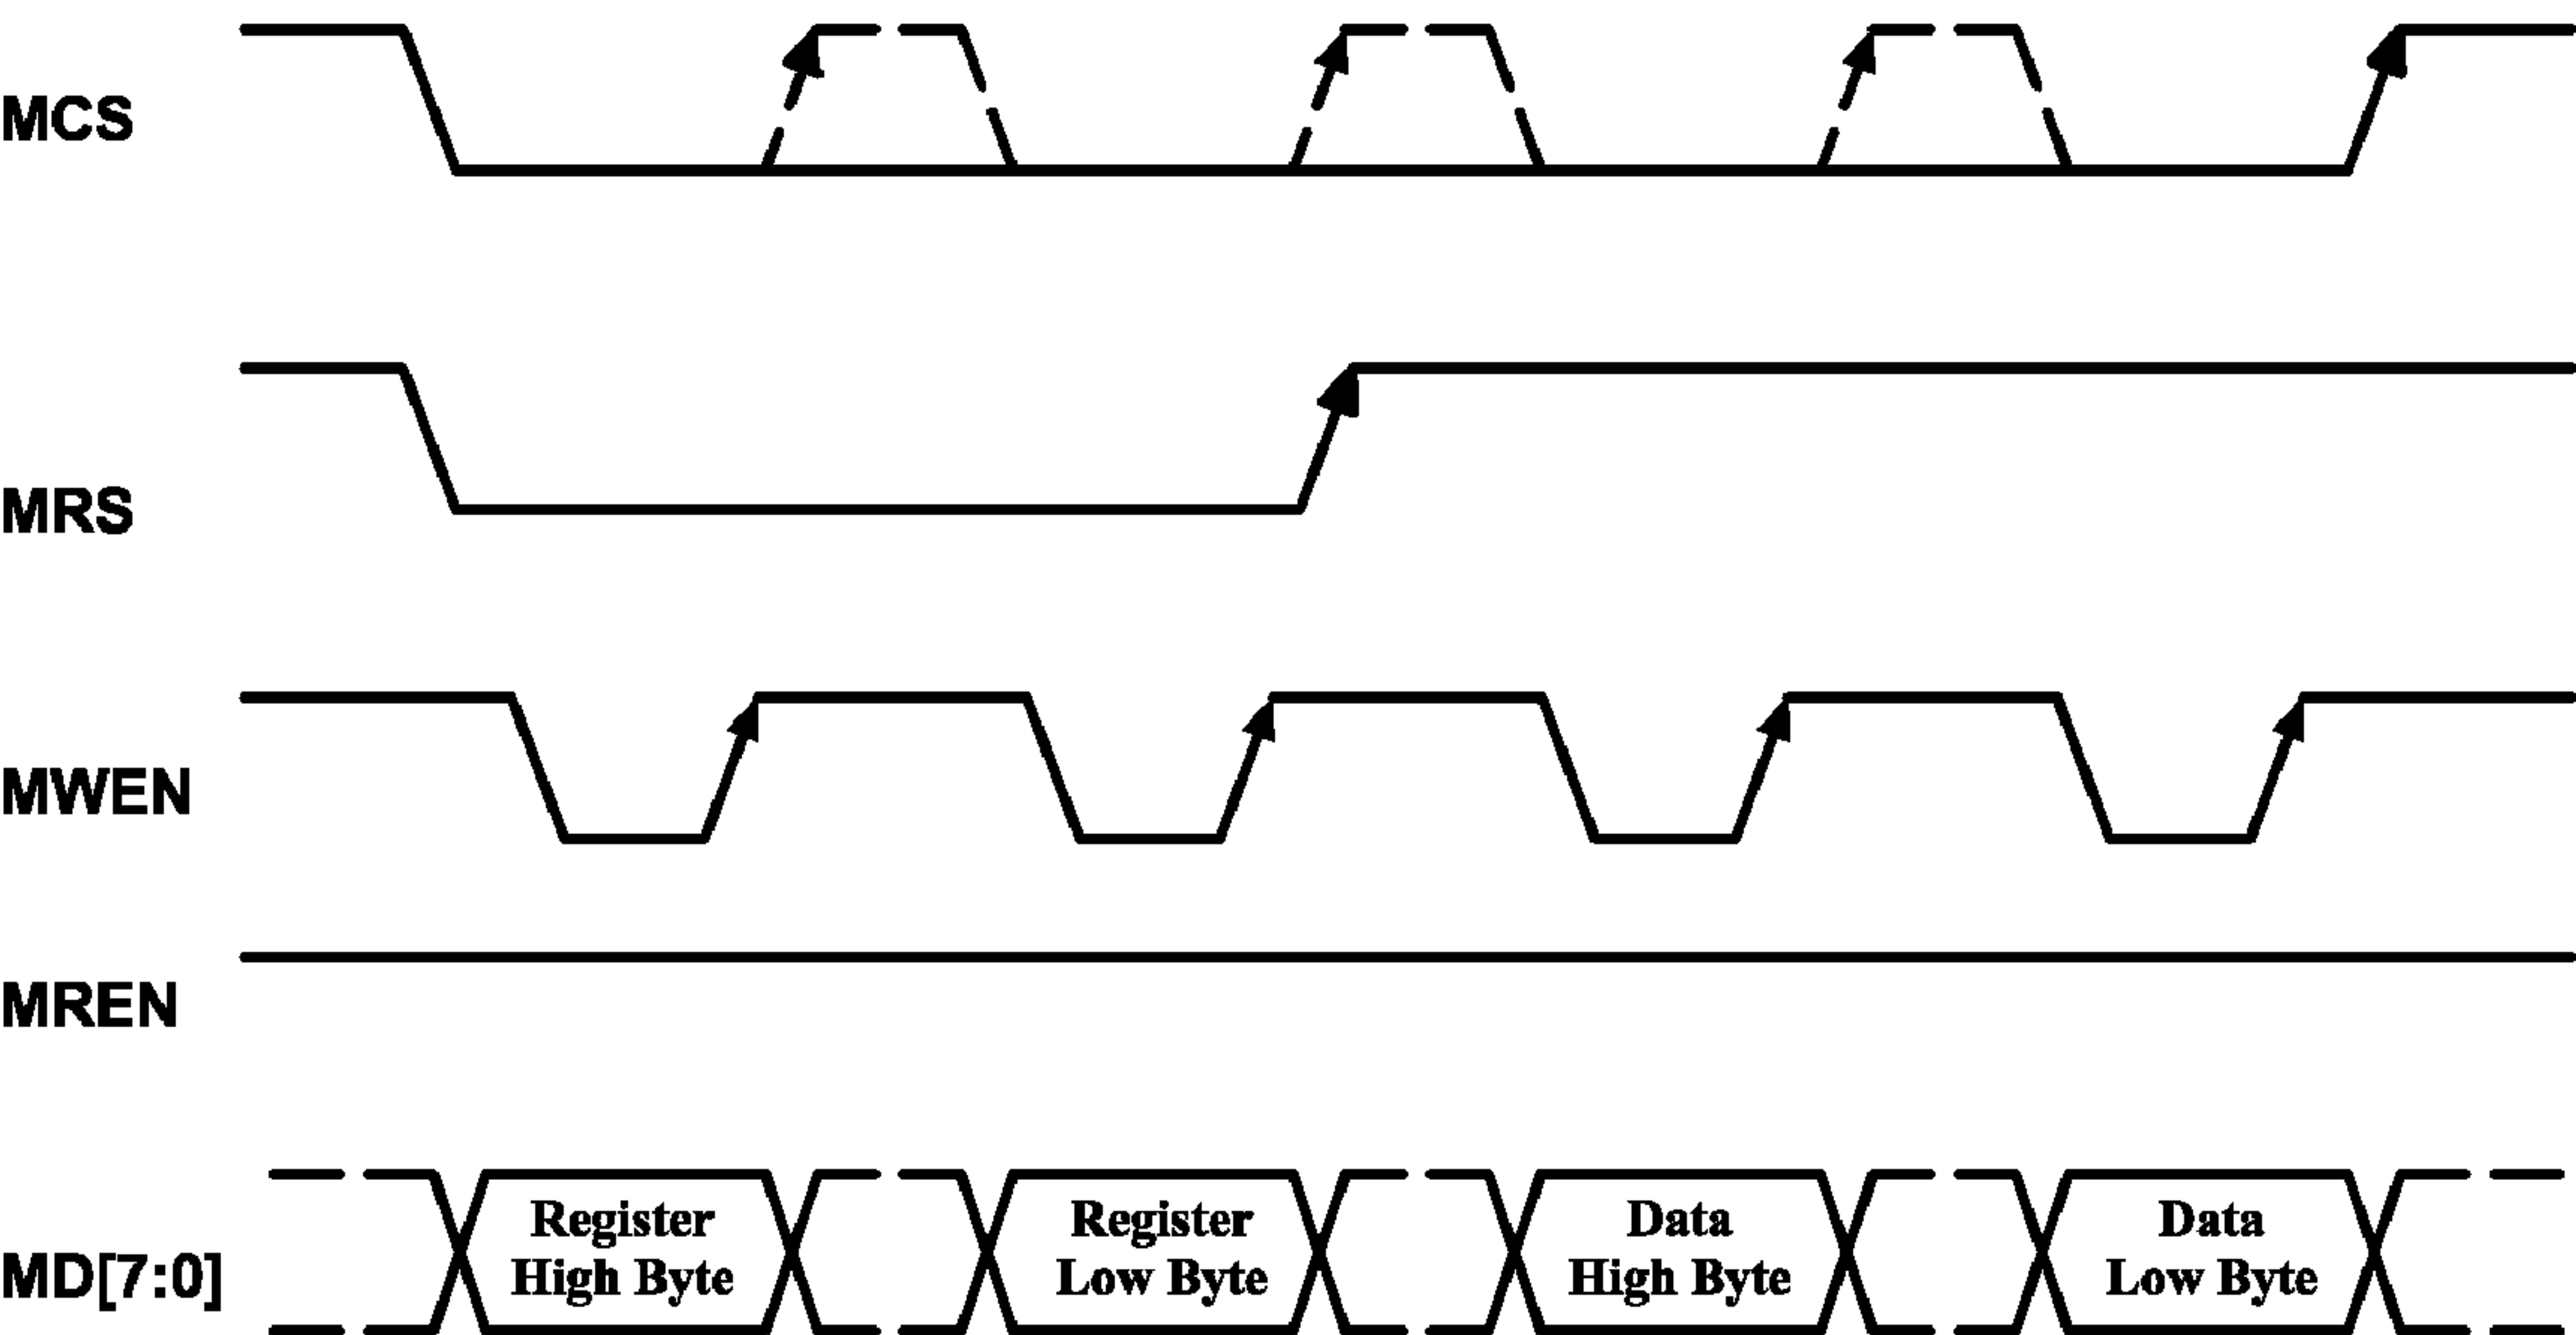 MCS
MRS
MWEN
MREN
MD[7:0]
Register
High Byte
Register
Low Byte
Data
High Byte
Data
Low Byte